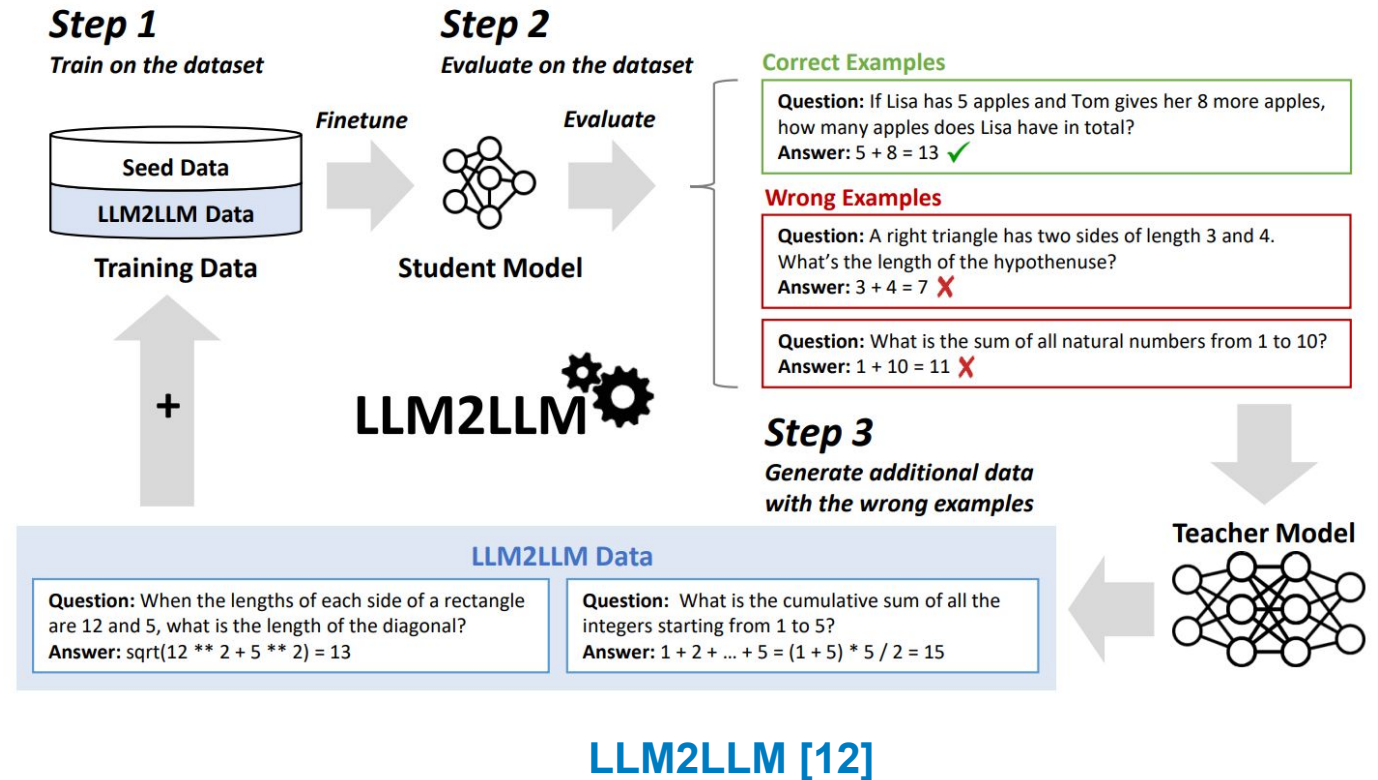 Step 1
Train on the dataset
Finetune
Seed Data
LLM2LLM Data
Training Data
Step 2
Evaluate on the dataset
Evaluate
Student Model
Correct Examples
Question: If Lisa has 5 apples and Tom gives her 8 more apples,
how many apples does Lisa have in total?
Answer: 5 + 8 = 13 ✓
Wrong Examples
Question: A right triangle has two sides of length 3 and 4.
What's the length of the hypothenuse?
Answer: 3 + 4 = 7 ✗
Question: What is the sum of all natural numbers from 1 to 10?
Answer: 1 + 10 = 11 ✗
+
LLM2LLM
Step 3
Generate additional data
with the wrong examples
Teacher Model
LLM2LLM Data
Question: When the lengths of each side of a rectangle
are 12 and 5, what is the length of the diagonal?
Answer: sqrt(12 ** 2 + 5 ** 2) = 13
Question: What is the cumulative sum of all the
integers starting from 1 to 5?
Answer: 1 + 2 + ... + 5 = (1 + 5) * 5 / 2 = 15
LLM2LLM [12]